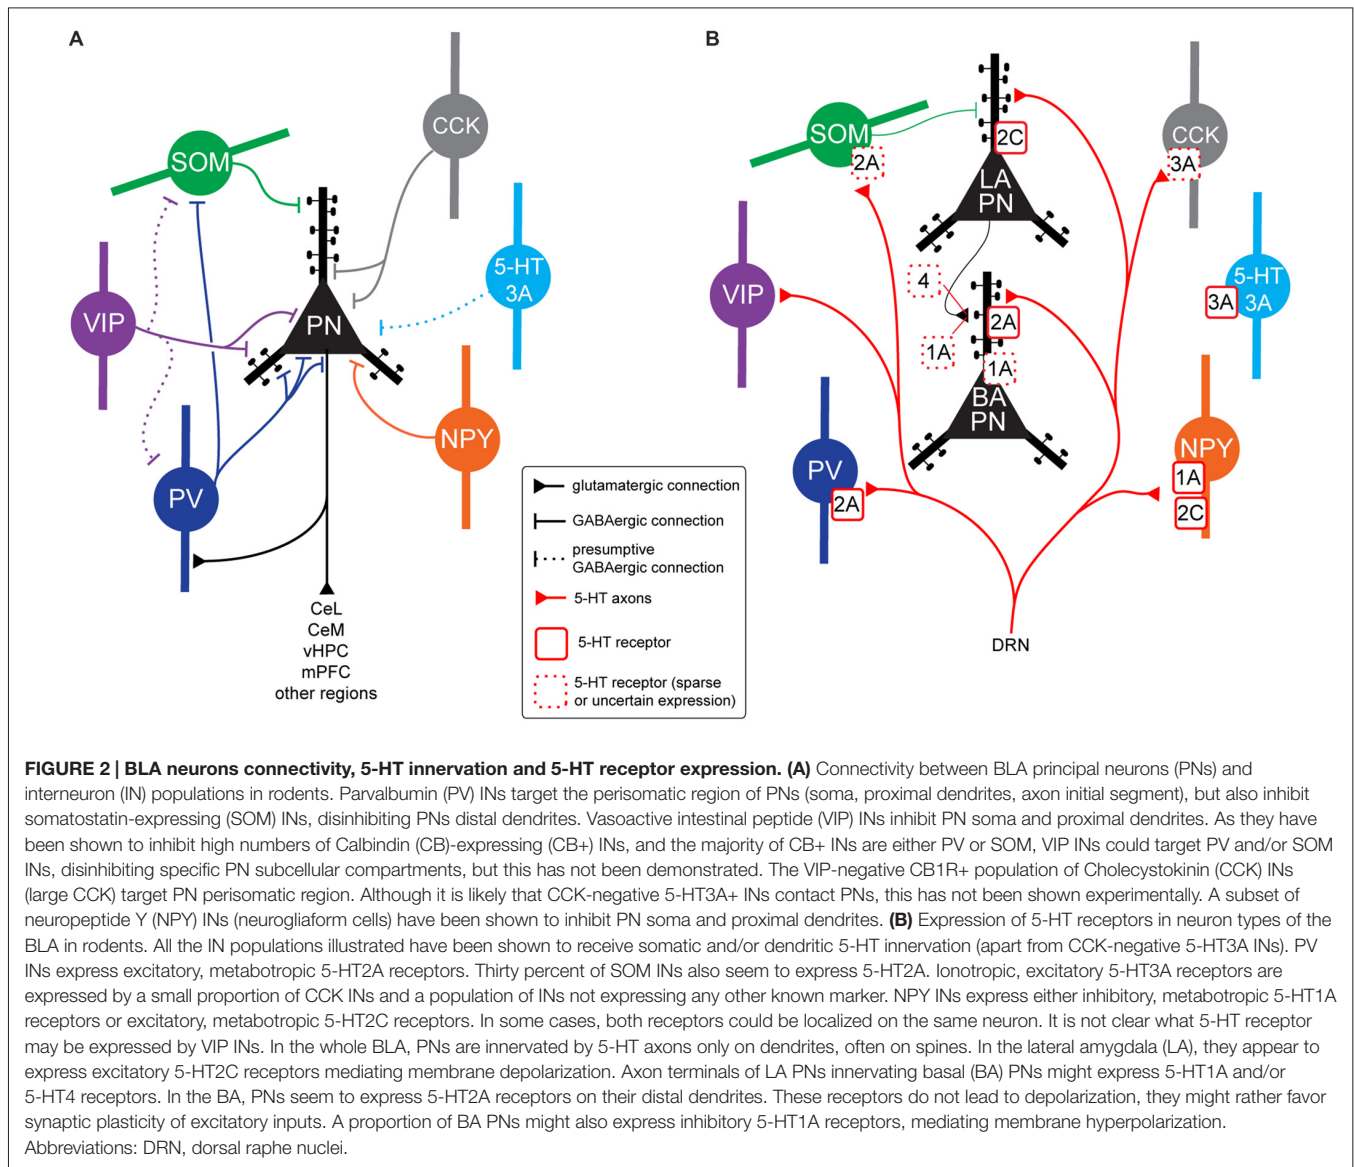 A
SOM
CCK
VIP
PN
5-HT
3A
PV
NPY
CeL
CeM
vHPC
mPFC
other regions
glutamatergic connection
GABAergic connection
presumptive
GABAergic connection
5-HT axons
5-HT receptor
5-HT receptor (sparse
or uncertain expression)
B
SOM
2A
2C
LA
PN
CCK
3A
VIP
4
1A
2A
1A
BA
PN
5-HT
3A
3A
PV
2A
NPY
1A
2C
DRN
FIGURE 2 | BLA neurons connectivity, 5-HT innervation and 5-HT receptor expression. (A) Connectivity between BLA principal neurons (PNs) and
interneuron (IN) populations in rodents. Parvalbumin (PV) INs target the perisomatic region of PNs (soma, proximal dendrites, axon initial segment), but also inhibit
somatostatin-expressing (SOM) INs, disinhibiting PNs distal dendrites. Vasoactive intestinal peptide (VIP) INs inhibit PN soma and proximal dendrites. As they have
been shown to inhibit high numbers of Calbindin (CB)-expressing (CB+) INs, and the majority of CB+ INs are either PV or SOM, VIP INs could target PV and/or SOM
INs, disinhibiting specific PN subcellular compartments, but this has not been demonstrated. The VIP-negative CB1R+ population of Cholecystokinin (CCK) INs
(large CCK) target PN perisomatic region. Although it is likely that CCK-negative 5-HT3A+ INs contact PNs, this has not been shown experimentally. A subset of
neuropeptide Y (NPY) INs (neurogliaform cells) have been shown to inhibit PN soma and proximal dendrites. (B) Expression of 5-HT receptors in neuron types of the
BLA in rodents. All the IN populations illustrated have been shown to receive somatic and/or dendritic 5-HT innervation (apart from CCK-negative 5-HT3A INs). PV
INs express excitatory, metabotropic 5-HT2A receptors. Thirty percent of SOM INs also seem to express 5-HT2A. Ionotropic, excitatory 5-HT3A receptors are
expressed by a small proportion of CCK INs and a population of INs not expressing any other known marker. NPY INs express either inhibitory, metabotropic 5-HT1A
receptors or excitatory, metabotropic 5-HT2C receptors. In some cases, both receptors could be localized on the same neuron. It is not clear what 5-HT receptor
may be expressed by VIP INs. In the whole BLA, PNs are innervated by 5-HT axons only on dendrites, often on spines. In the lateral amygdala (LA), they appear to
express excitatory 5-HT2C receptors mediating membrane depolarization. Axon terminals of LA PNs innervating basal (BA) PNs might express 5-HT1A and/or
5-HT4 receptors. In the BA, PNs seem to express 5-HT2A receptors on their distal dendrites. These receptors do not lead to depolarization, they might rather favor
synaptic plasticity of excitatory inputs. A proportion of BA PNs might also express inhibitory 5-HT1A receptors, mediating membrane hyperpolarization.
Abbreviations: DRN, dorsal raphe nuclei.